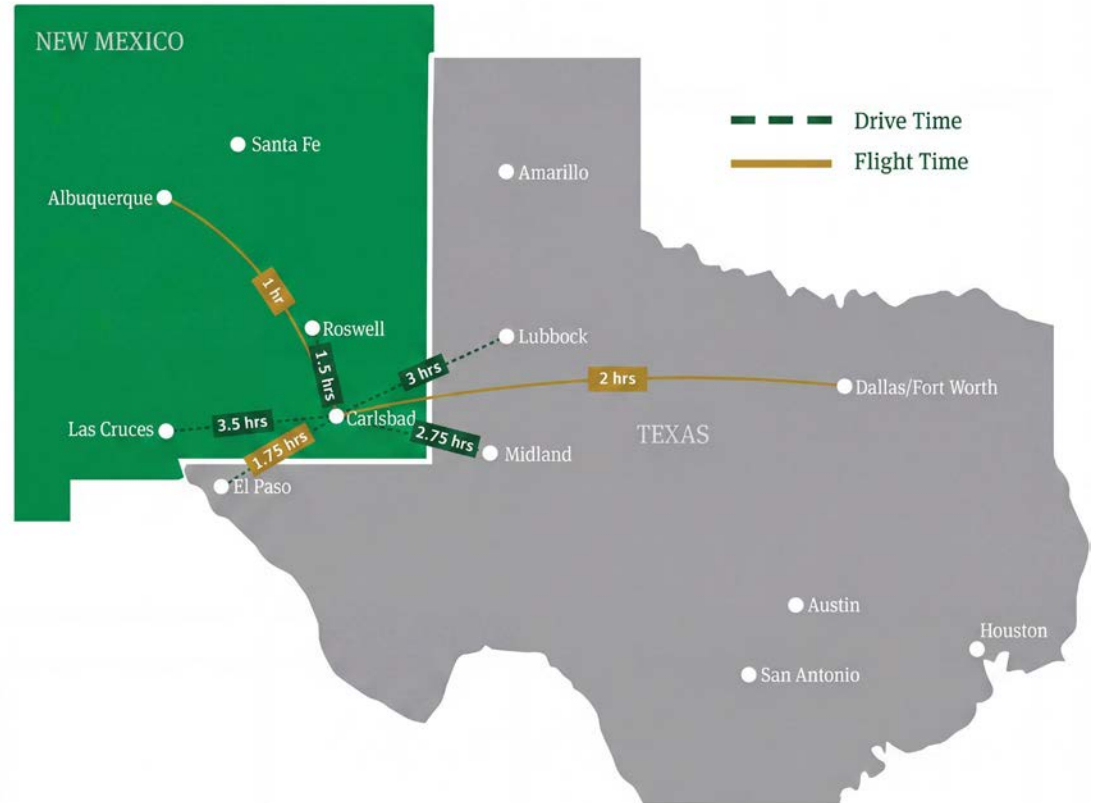 NEW MEXICO
Santa Fe
Albuquerque
Amarillo
Drive Time
Flight Time
1 hr
Roswell
Lubbock
1.5 hrs
3 hrs
2 hrs
Dallas/Fort Worth
Las Cruces
3.5 hrs
Carlsbad
2.75 hrs
TEXAS
1.75 hrs
Midland
El Paso
Austin
Houston
San Antonio